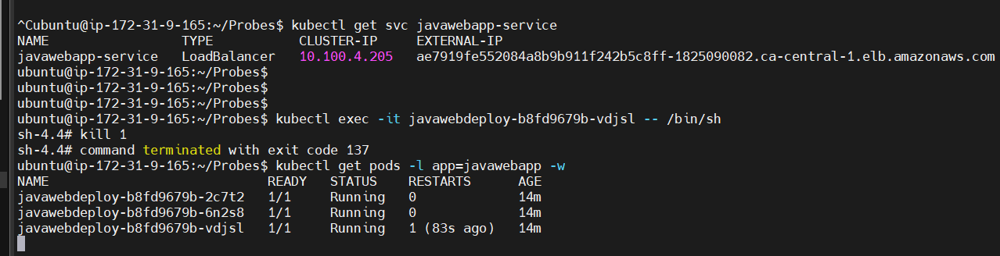 ^Cubuntu@ip-172-31-9-165:~/Probes$ kubectl get svc javawebapp-service
NAME                 TYPE           CLUSTER-IP     EXTERNAL-IP
javawebapp-service   LoadBalancer   10.100.4.205   ae7919fe552084a8b9b911f242b5c8ff-1825090082.ca-central-1.elb.amazonaws.com
ubuntu@ip-172-31-9-165:~/Probes$
ubuntu@ip-172-31-9-165:~/Probes$
ubuntu@ip-172-31-9-165:~/Probes$
ubuntu@ip-172-31-9-165:~/Probes$ kubectl exec -it javawebdeploy-b8fd9679b-vdjsl -- /bin/sh
sh-4.4# kill 1
sh-4.4# command terminated with exit code 137
ubuntu@ip-172-31-9-165:~/Probes$ kubectl get pods -l app=javawebapp -w
NAME                            READY   STATUS    RESTARTS      AGE
javawebdeploy-b8fd9679b-2c7t2   1/1     Running   0             14m
javawebdeploy-b8fd9679b-6n2s8   1/1     Running   0             14m
javawebdeploy-b8fd9679b-vdjsl   1/1     Running   1 (83s ago)   14m